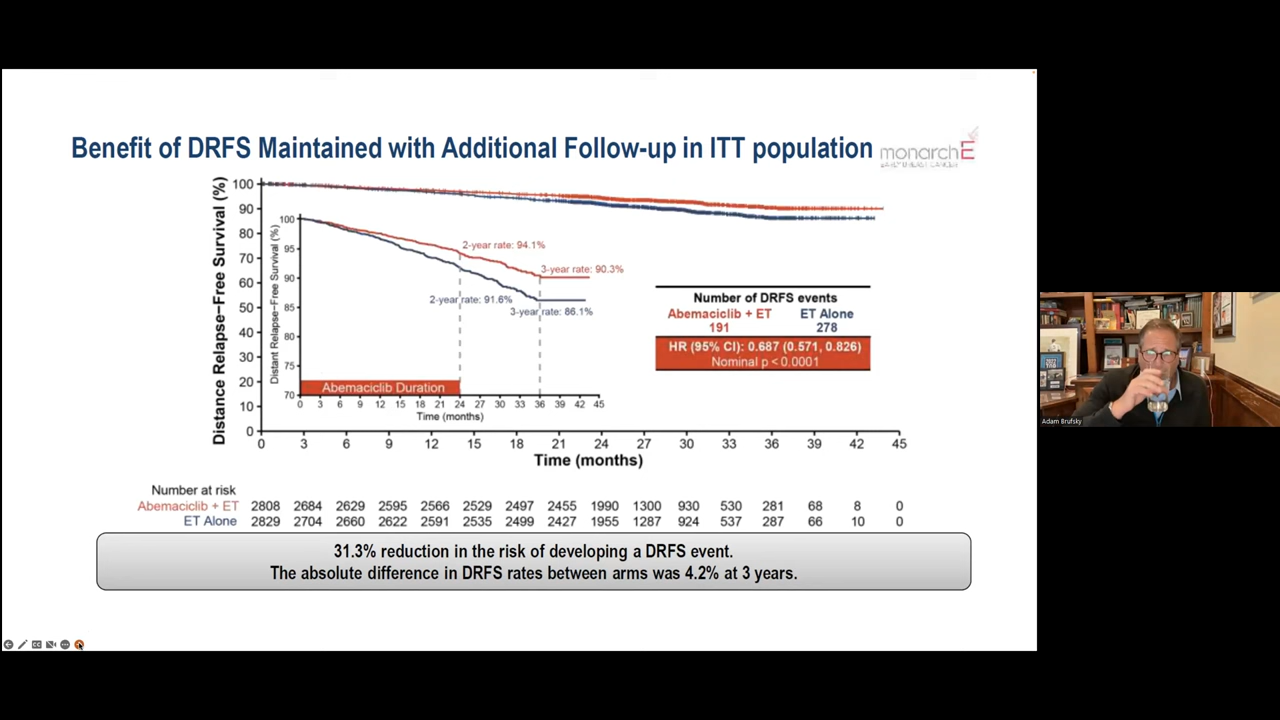 Benefit of DRFS Maintained with Additional Follow-up in ITT population
monarchE
Distance Relapse–Free Survival (%)
100
90
80
70
60
50
40
30
20
10
0
0 3 6 9 12 15 18 21 24 27 30 33 36 39 42 45
Time (months)
Distant Relapse–Free Survival (%)
100
95
90
85
80
75
70
2-year rate: 94.1%
3-year rate: 90.3%
2-year rate: 91.6%
3-year rate: 86.1%
Abemaciclib Duration
0 3 6 9 12 15 18 21 24 27 30 33 36 39 42 45
Time (months)
Number of DRFS events
Abemaciclib + ET ET Alone
191 278
HR (95% CI): 0.687 (0.571, 0.826)
Nominal p < 0.0001
Number at risk
Abemaciclib + ET 2808 2684 2629 2595 2566 2529 2497 2455 1990 1300 930 530 281 68 8 0
ET Alone 2829 2704 2660 2622 2591 2535 2499 2427 1955 1287 924 537 287 66 10 0
31.3% reduction in the risk of developing a DRFS event.
The absolute difference in DRFS rates between arms was 4.2% at 3 years.
Adam Brufsky